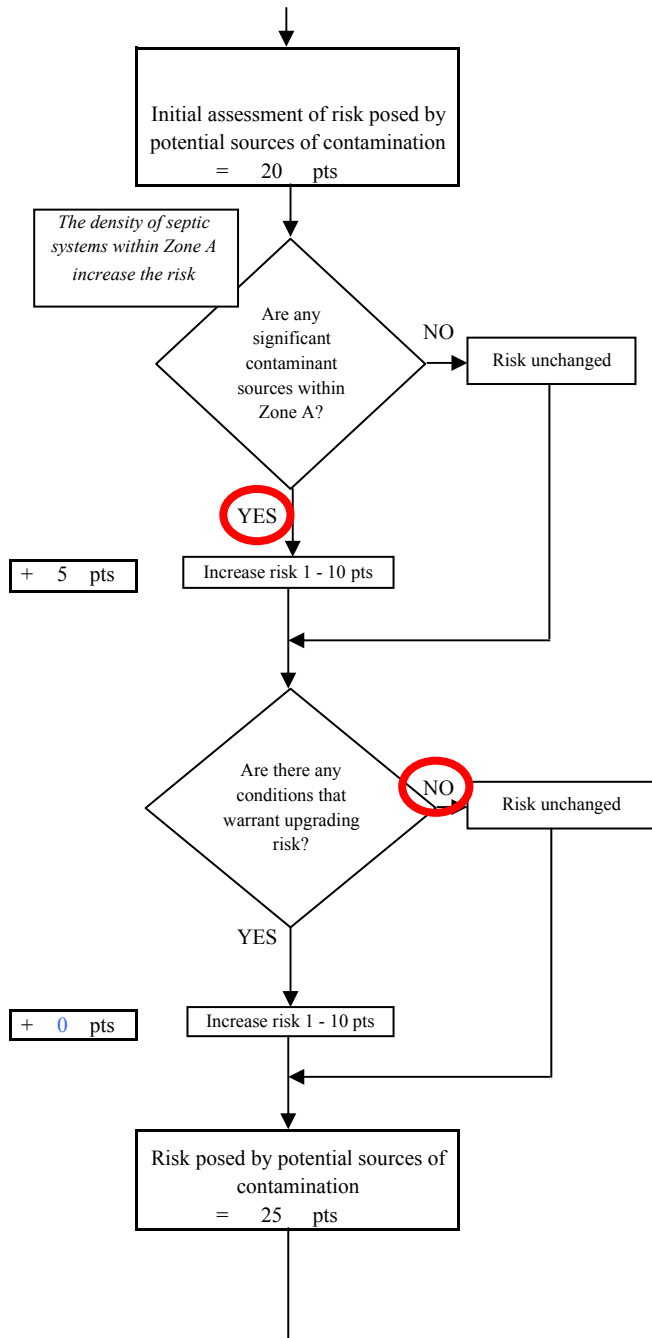 Initial assessment of risk posed by
potential sources of contamination
= 20 pts
The density of septic
systems within Zone A
increase the risk
Are any
significant
contaminant
sources within
Zone A?
NO
Risk unchanged
YES
+ 5 pts
Increase risk 1 - 10 pts
Are there any
conditions that
warrant upgrading
risk?
NO
Risk unchanged
YES
+ 0 pts
Increase risk 1 - 10 pts
Risk posed by potential sources of
contamination
= 25 pts